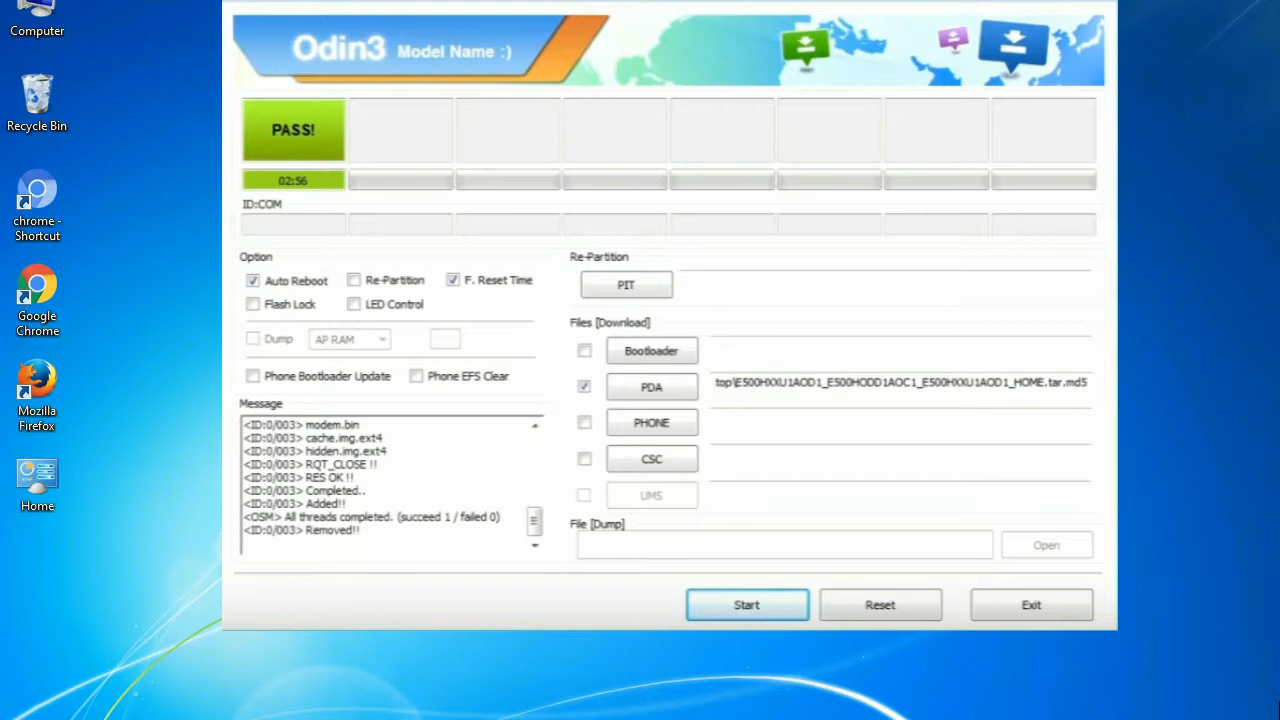 Computer
Recycle Bin
chrome -
Shortcut
Google
Chrome
Mozilla
Firefox
Home
Odin3 Model Name :)
PASS!
02:56
ID:COM
Option
Auto Reboot
Re-Partition
F. Reset Time
Flash Lock
LED Control
Dump
AP RAM
Phone Bootloader Update
Phone EFS Clear
Message
<ID:0/003> modem.bin
<ID:0/003> cache.img.ext4
<ID:0/003> hidden.img.ext4
<ID:0/003> RQT_CLOSE !!
<ID:0/003> RES OK !!
<ID:0/003> Completed..
<ID:0/003> Added!!
<OSM> All threads completed. (succeed 1 / failed 0)
<ID:0/003> Removed!!
Re-Partition
PIT
Files [Download]
Bootloader
PDA
top\E500HXXU1AOD1_E500HODD1AOC1_E500HXXU1AOD1_HOME.tar.md5
PHONE
CSC
UMS
File [Dump]
Open
Start
Reset
Exit